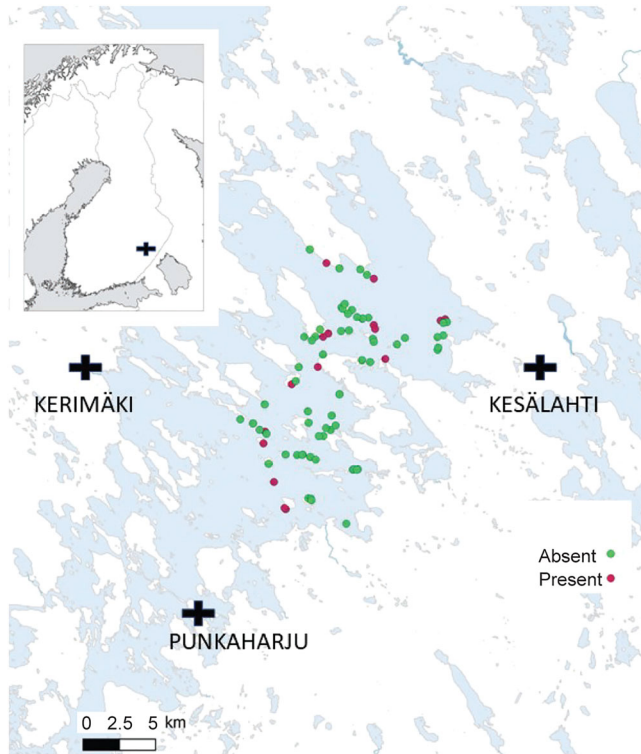 KERIMÄKI
KESÄLAHTI
Absent
Present
PUNKAHARJU
0 2.5 5 km